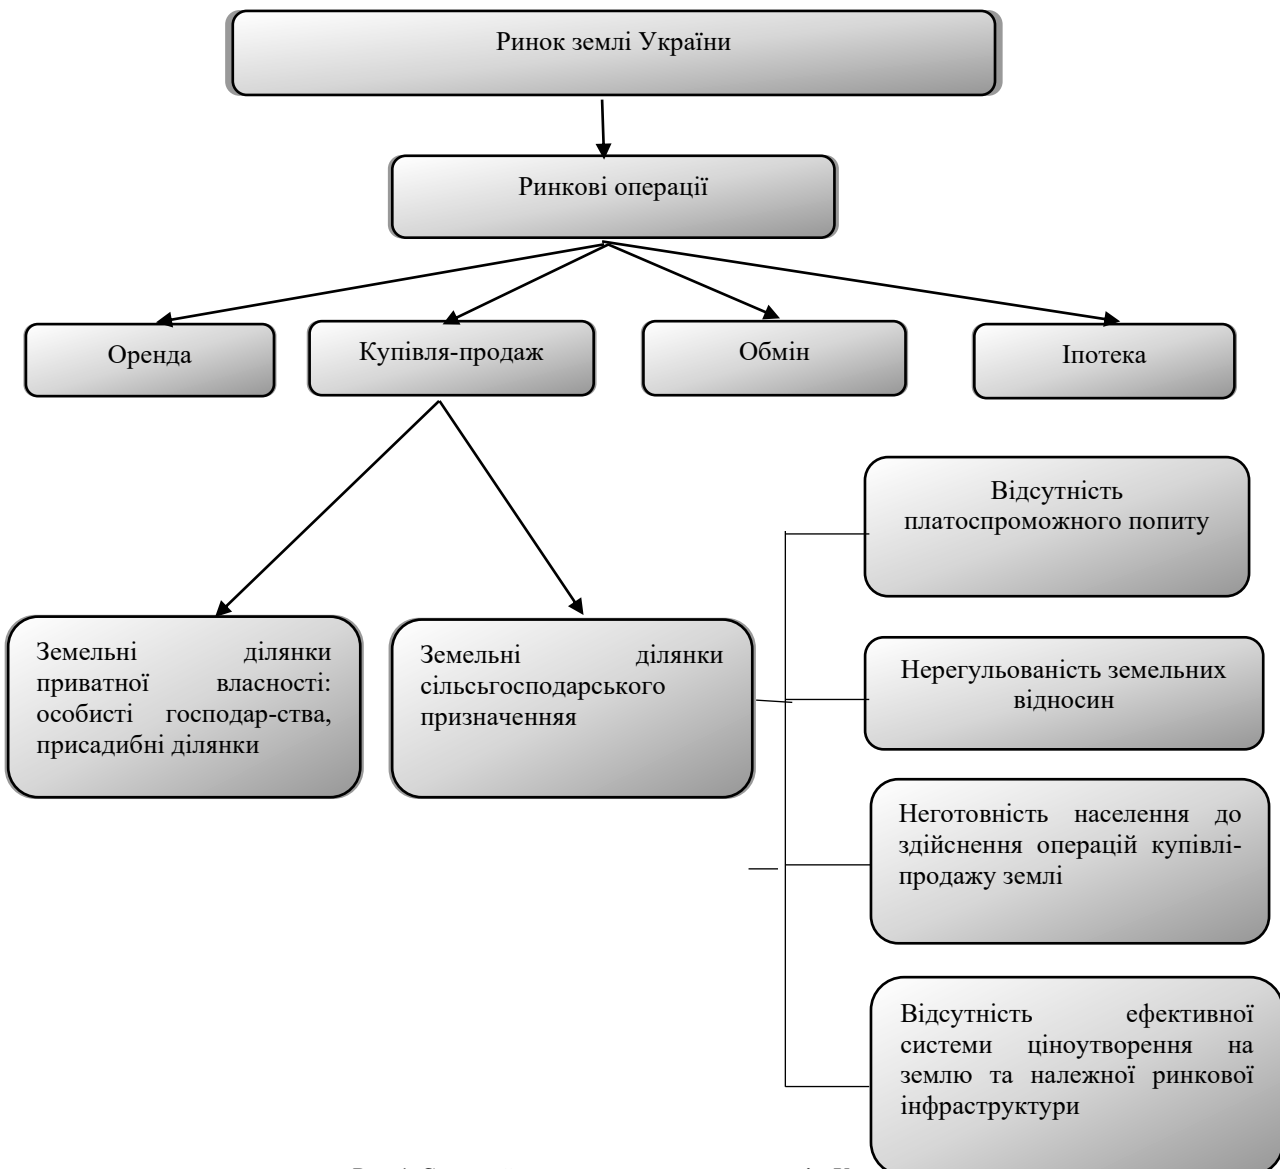 Ринок землі України
Ринкові операції
Оренда
Купівля-продаж
Обмін
Іпотека
Відсутність
платоспроможного попиту
Земельні ділянки
приватної власності:
особисті господар-ства,
присадибні ділянки
Земельні ділянки
сільсьгосподарського
призначенняя
Нерегульованість земельних
відносин
Неготовність населення до
здійснення операцій купівлі-
продажу землі
Відсутність ефективної
системи ціноутворення на
землю та належної ринкової
інфраструктури